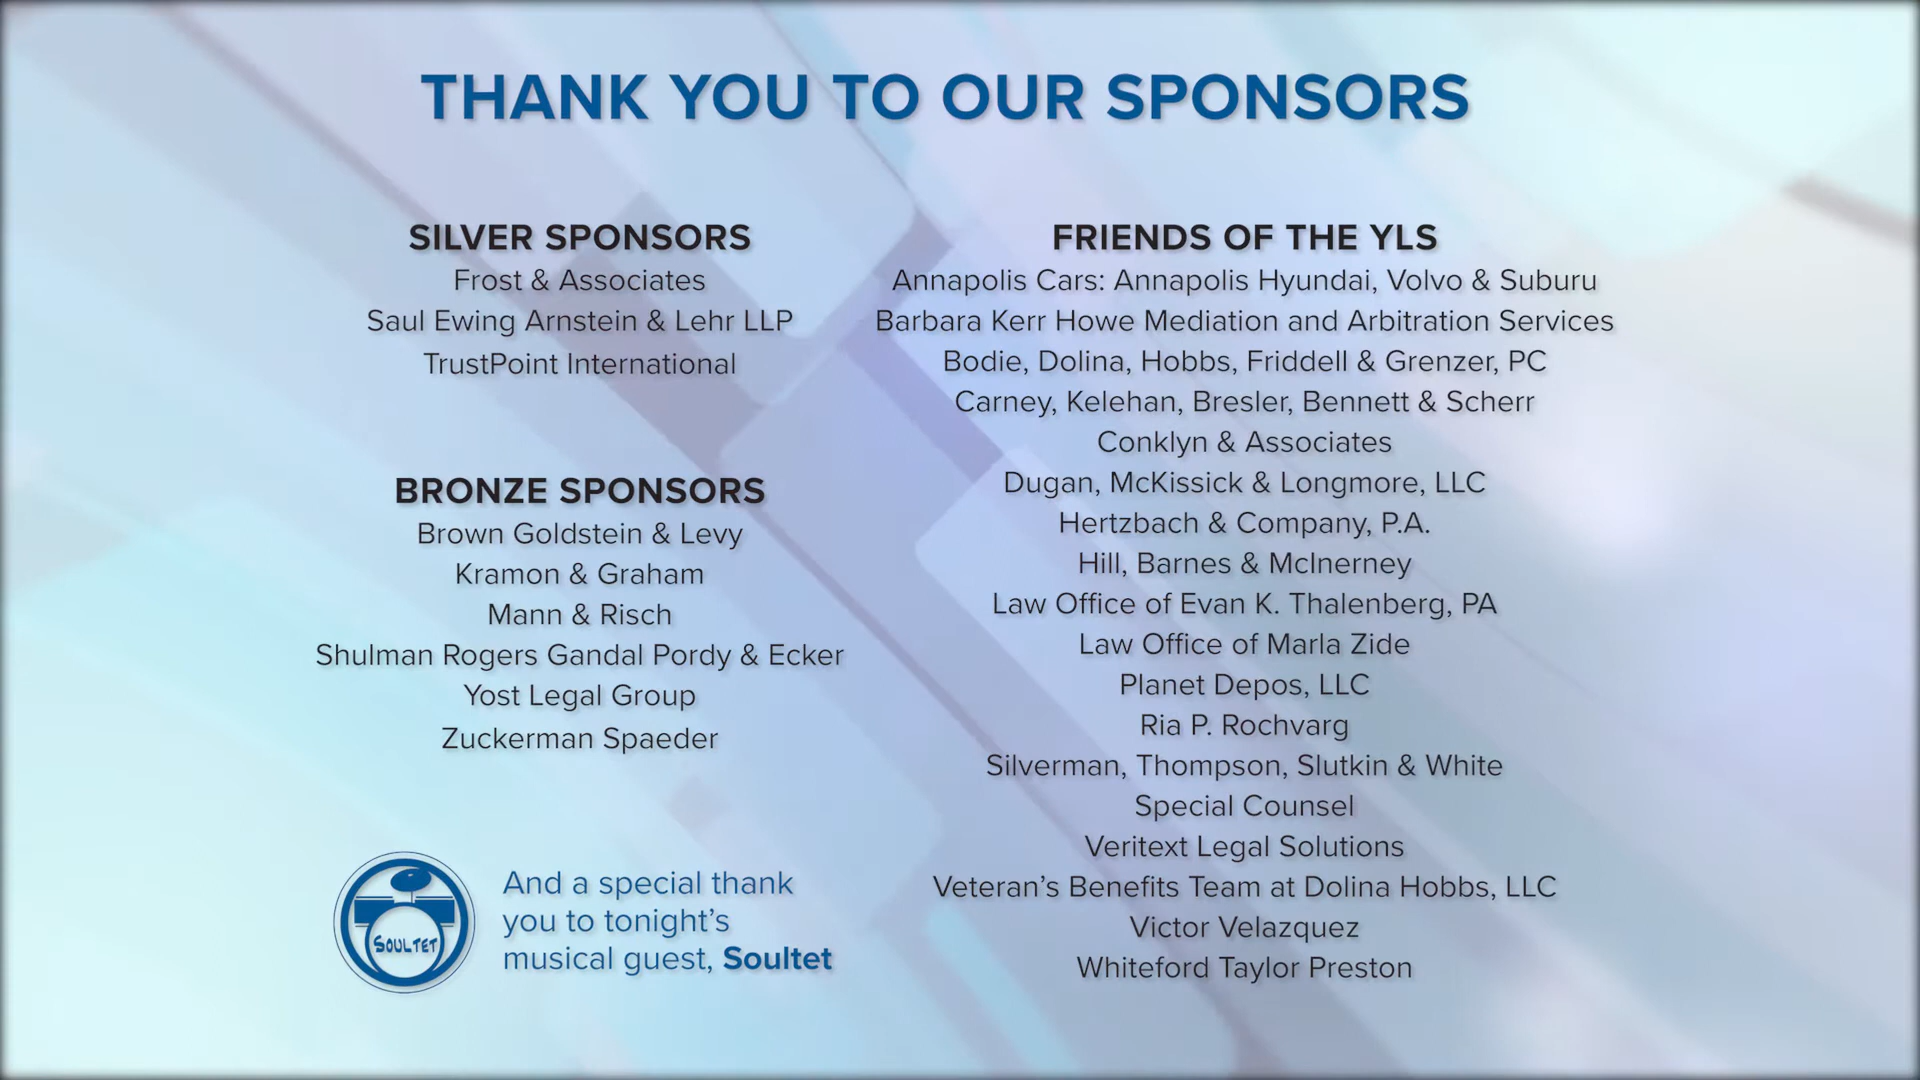 THANK YOU TO OUR SPONSORS
SILVER SPONSORS
Frost & Associates
Saul Ewing Arnstein & Lehr LLP
TrustPoint International
BRONZE SPONSORS
Brown Goldstein & Levy
Kramon & Graham
Mann & Risch
Shulman Rogers Gandal Pordy & Ecker
Yost Legal Group
Zuckerman Spaeder
SOULTET
And a special thank
you to tonight's
musical guest, Soultet
FRIENDS OF THE YLS
Annapolis Cars: Annapolis Hyundai, Volvo & Suburu
Barbara Kerr Howe Mediation and Arbitration Services
Bodie, Dolina, Hobbs, Friddell & Grenzer, PC
Carney, Kelehan, Bresler, Bennett & Scherr
Conklyn & Associates
Dugan, McKissick & Longmore, LLC
Hertzbach & Company, P.A.
Hill, Barnes & McInerney
Law Office of Evan K. Thalenberg, PA
Law Office of Marla Zide
Planet Depos, LLC
Ria P. Rochvarg
Silverman, Thompson, Slutkin & White
Special Counsel
Veritext Legal Solutions
Veteran's Benefits Team at Dolina Hobbs, LLC
Victor Velazquez
Whiteford Taylor Preston